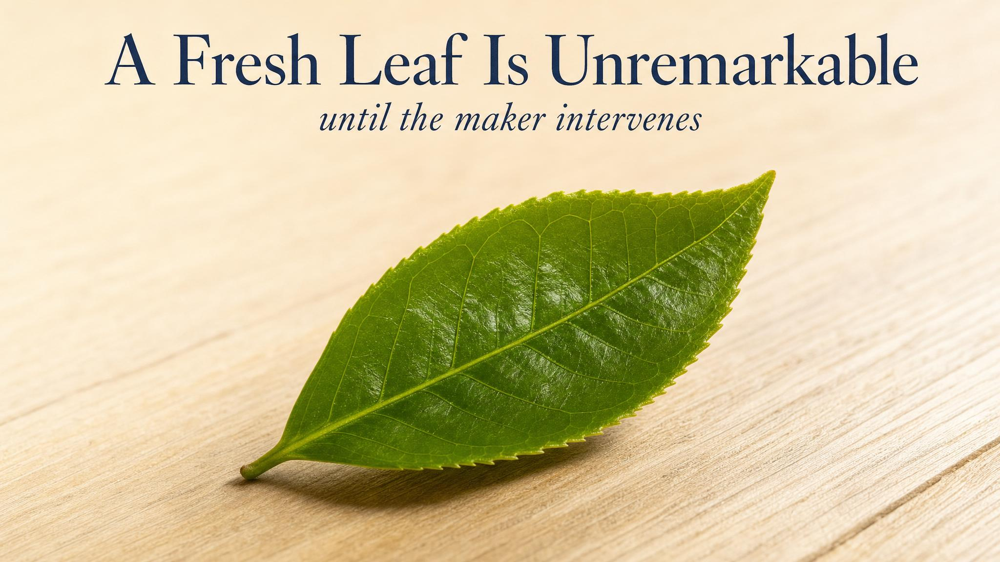 A Fresh Leaf Is Unremarkable
until the maker intervenes